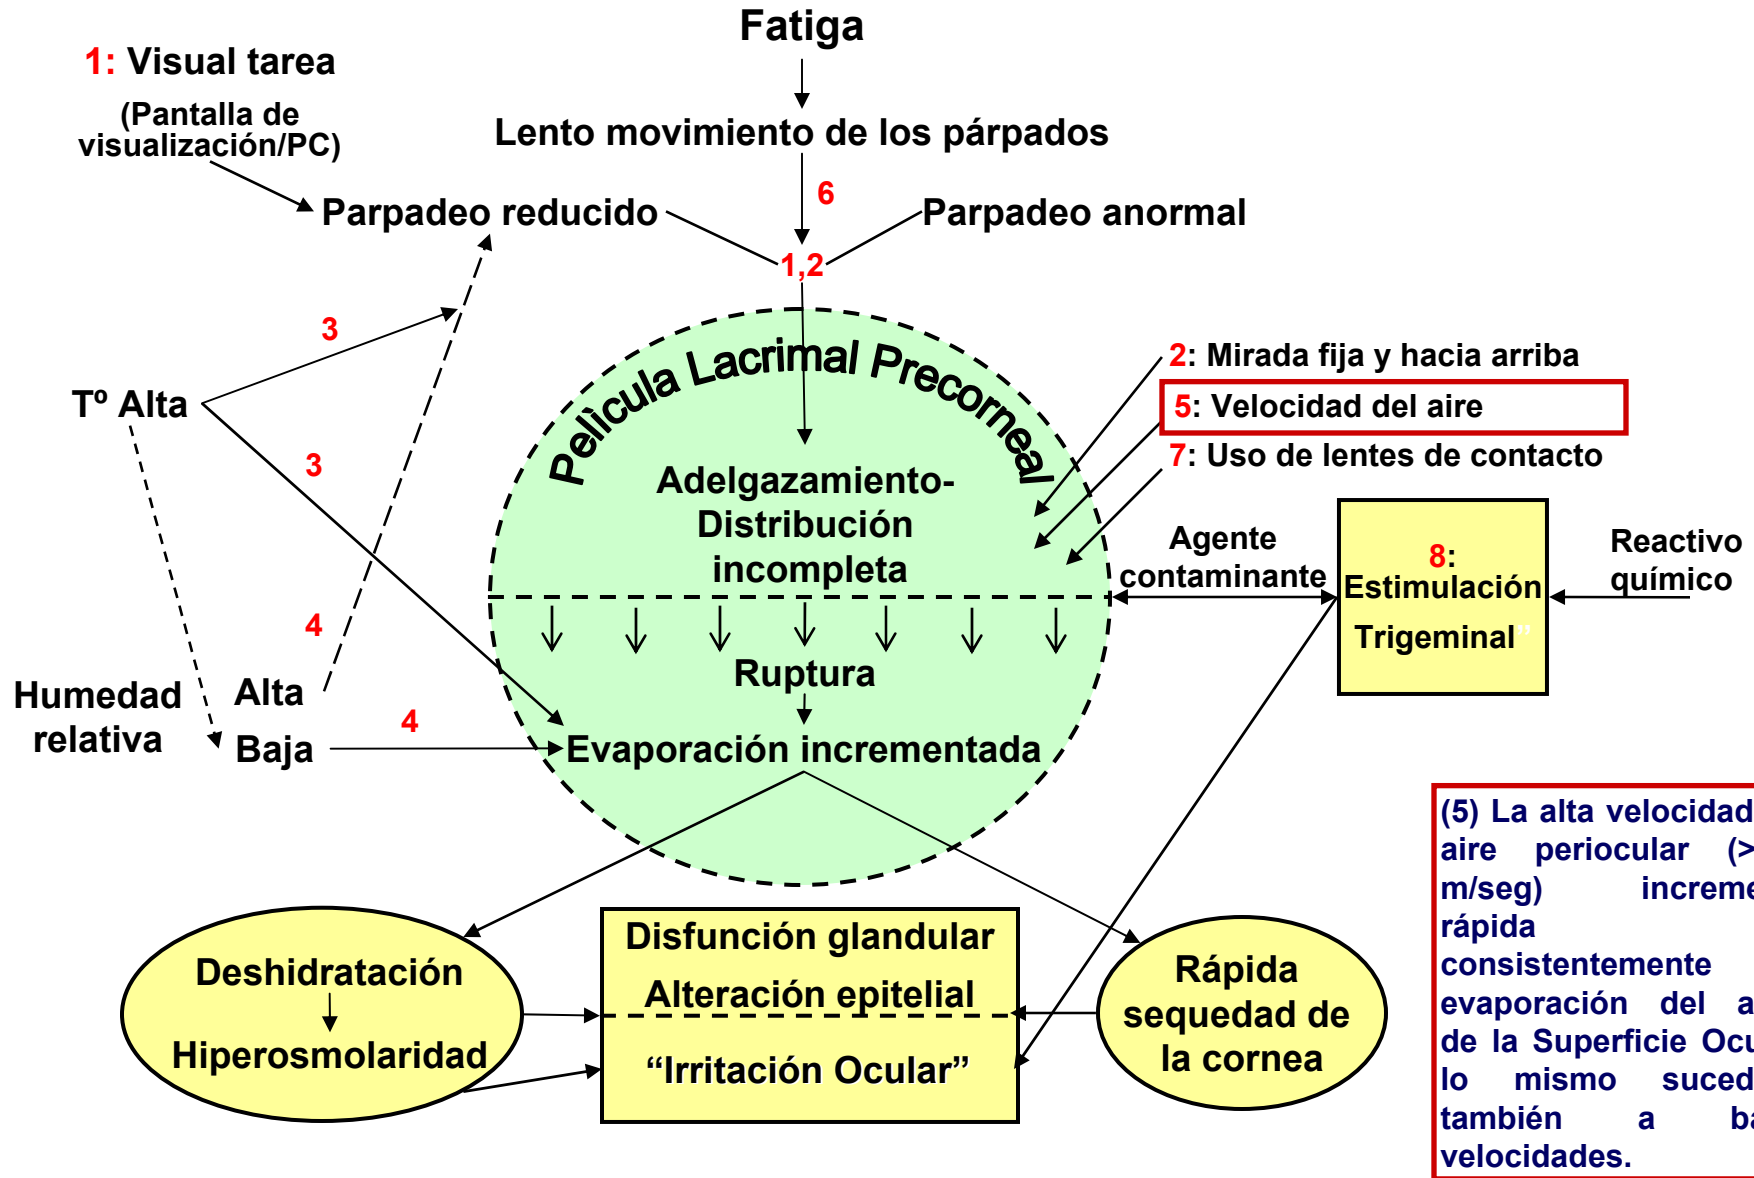 Fatiga
1: Visual tarea
(Pantalla de
visualización/PC)
Lento movimiento de los párpados
6
Parpadeo reducido
Parpadeo anormal
1,2
3
Tº Alta
3
4
Humedad
relativa
Alta
Baja
4
Pelìcula Lacrimal Precorneal
Adelgazamiento-
Distribución
incompleta
Ruptura
Evaporación incrementada
2: Mirada fija y hacia arriba
5: Velocidad del aire
7: Uso de lentes de contacto
Agente
contaminante
8:
Estimulación
Trigeminal”
Reactivo
químico
Deshidratación
Hiperosmolaridad
Disfunción glandular
Alteración epitelial
“Irritación Ocular”
Rápida
sequedad de
la cornea
(5) La alta velocidad
aire periocular (>
m/seg)
rápida
consistentemente
evaporación del
de la Superficie
lo mismo
también a
velocidades.